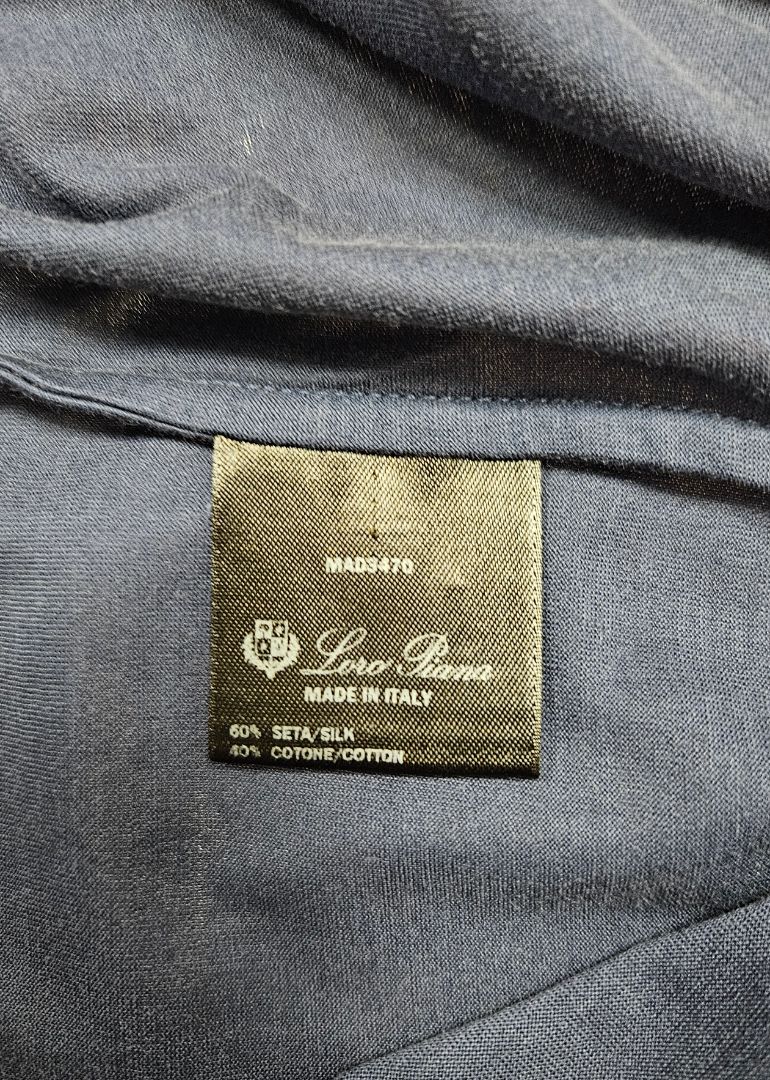 MAD3470
Loro Piana
MADE IN ITALY
60% SETA/SILK
40% COTONE/COTTON